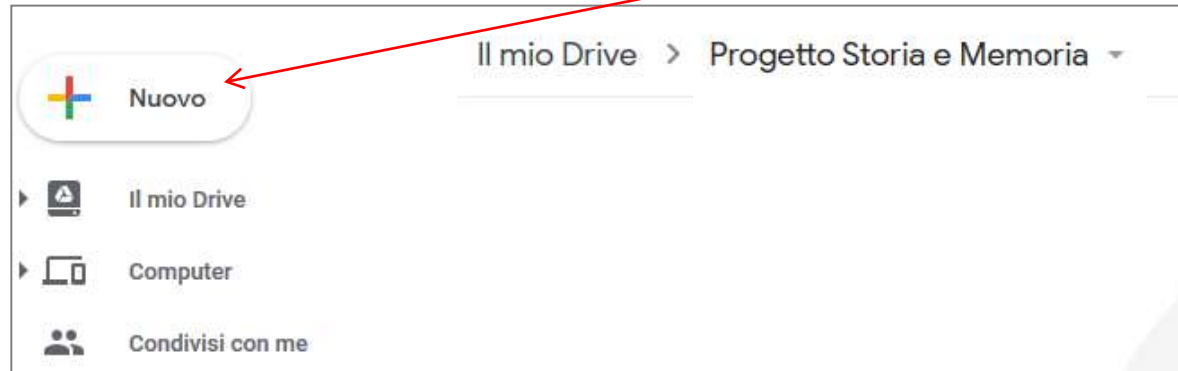 Il mio Drive > Progetto Storia e Memoria
Nuovo
Il mio Drive
Computer
Condivisi con me